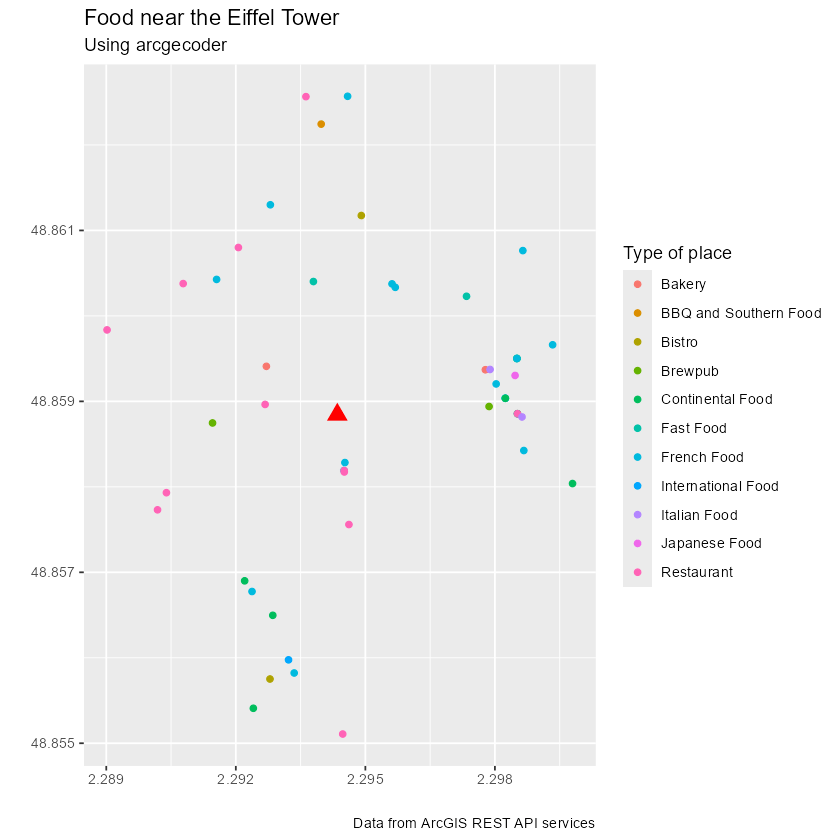 Food near the Eiffel Tower
Using arcgecoder
48.861
48.859
48.857
48.855
2.289
2.292
2.295
2.298
Type of place
Bakery
BBQ and Southern Food
Bistro
Brewpub
Continental Food
Fast Food
French Food
International Food
Italian Food
Japanese Food
Restaurant
Data from ArcGIS REST API services